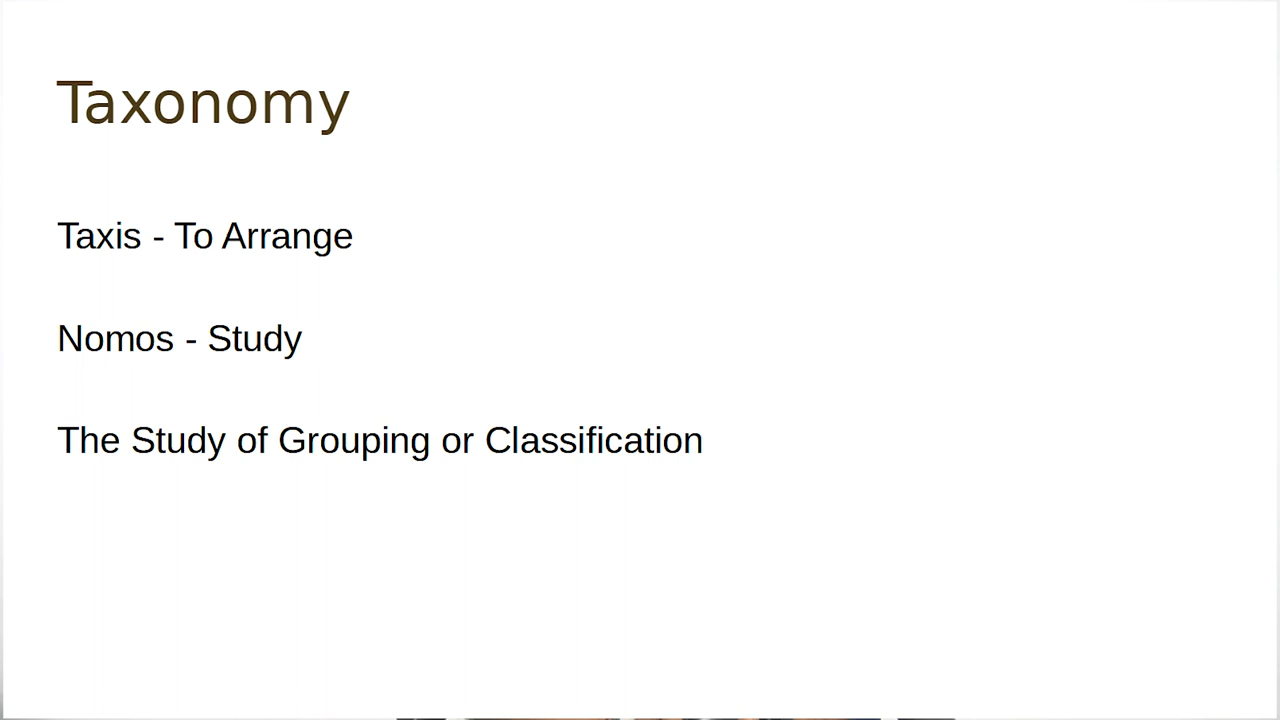 Taxonomy
Taxis - To Arrange
Nomos - Study
The Study of Grouping or Classification